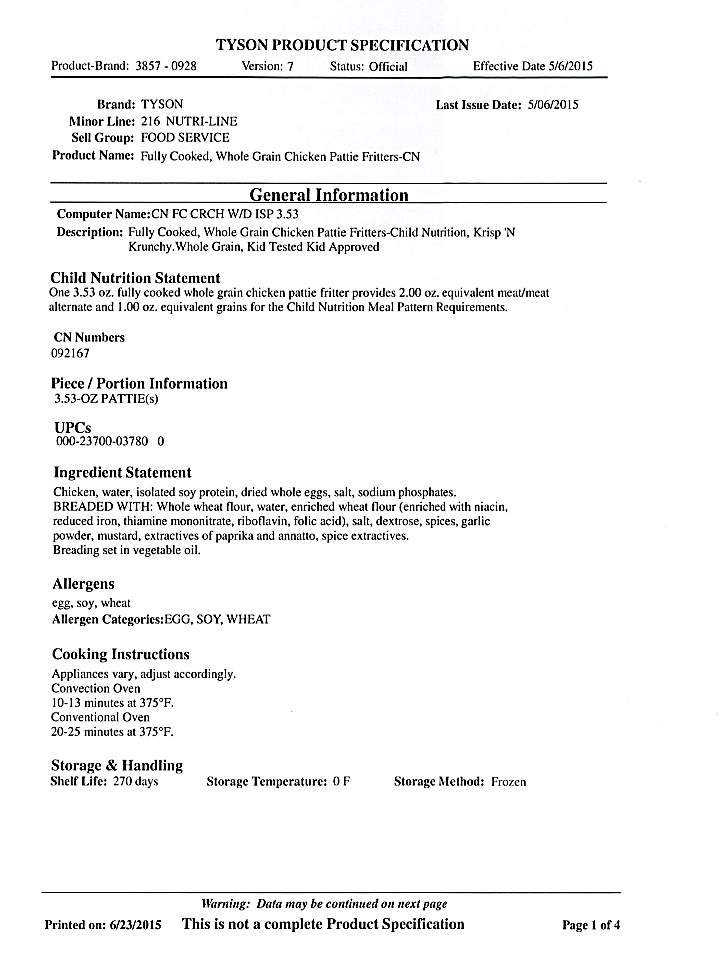 TYSON PRODUCT SPECIFICATION
Product-Brand: 3857 - 0928 Version: 7 Status: Official Effective Date 5/6/2015
Brand: TYSON Last Issue Date: 5/06/2015
Minor Line: 216 NUTRI-LINE
Sell Group: FOOD SERVICE
Product Name: Fully Cooked, Whole Grain Chicken Pattie Fritters-CN
General Information
Computer Name:CN FC CRCH W/D ISP 3.53
Description: Fully Cooked, Whole Grain Chicken Pattie Fritters-Child Nutrition, Krisp 'N
Krunchy.Whole Grain, Kid Tested Kid Approved
Child Nutrition Statement
One 3.53 oz. fully cooked whole grain chicken pattie fritter provides 2.00 oz. equivalent meat/meat
alternate and 1.00 oz. equivalent grains for the Child Nutrition Meal Pattern Requirements.
CN Numbers
092167
Piece / Portion Information
3.53-OZ PATTIE(s)
UPCs
000-23700-03780 0
Ingredient Statement
Chicken, water, isolated soy protein, dried whole eggs, salt, sodium phosphates.
BREADED WITH: Whole wheat flour, water, enriched wheat flour (enriched with niacin,
reduced iron, thiamine mononitrate, riboflavin, folic acid), salt, dextrose, spices, garlic
powder, mustard, extractives of paprika and annatto, spice extractives.
Breading set in vegetable oil.
Allergens
egg, soy, wheat
Allergen Categories:EGG, SOY, WHEAT
Cooking Instructions
Appliances vary, adjust accordingly.
Convection Oven
10-13 minutes at 375°F.
Conventional Oven
20-25 minutes at 375°F.
Storage & Handling
Shelf Life: 270 days Storage Temperature: 0 F Storage Method: Frozen
Warning: Data may be continued on next page
Printed on: 6/23/2015 This is not a complete Product Specification Page 1 of 4